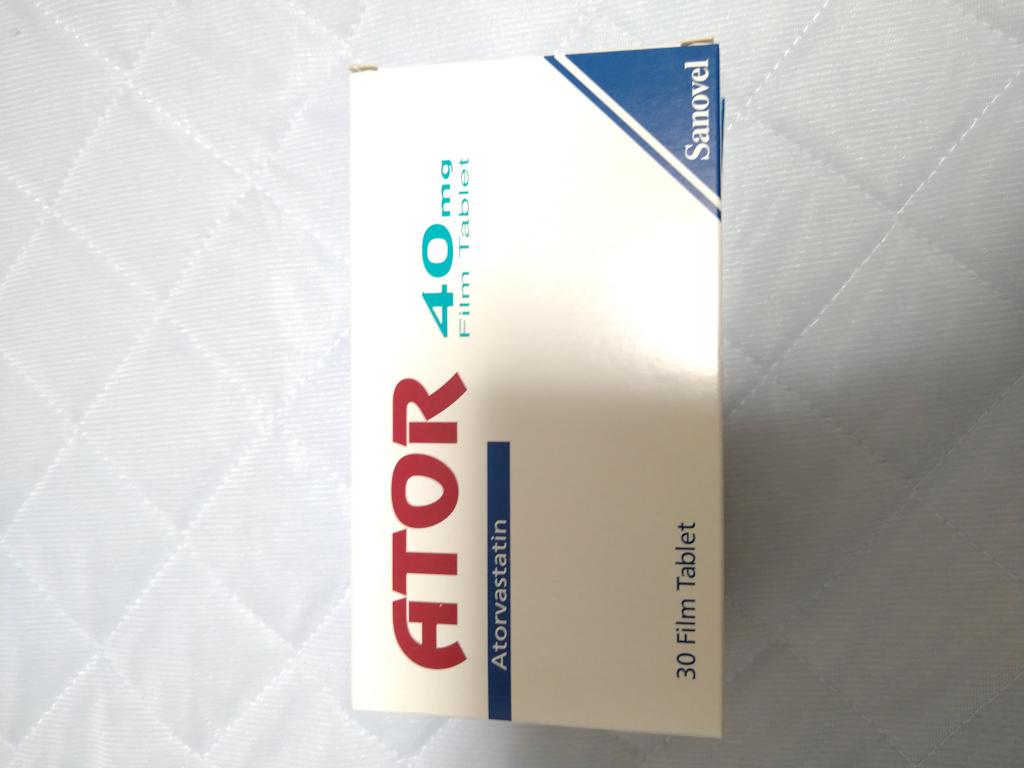 ATOR 40 mg
Film Tablet
Atorvastatin
30 Film Tablet
Sanovel